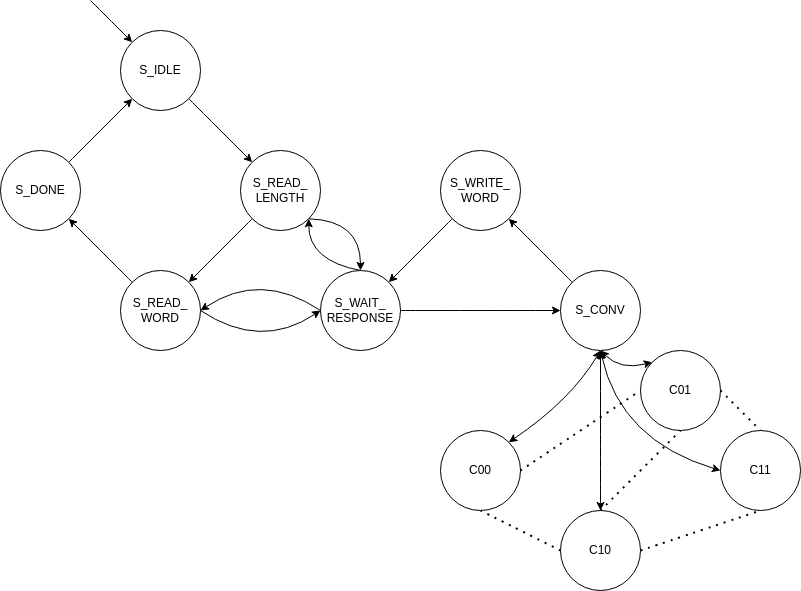 S_IDLE
S_DONE
S_READ_
LENGTH
S_WRITE_
WORD
S_READ_
WORD
S_WAIT_
RESPONSE
S_CONV
C01
C00
C11
C10